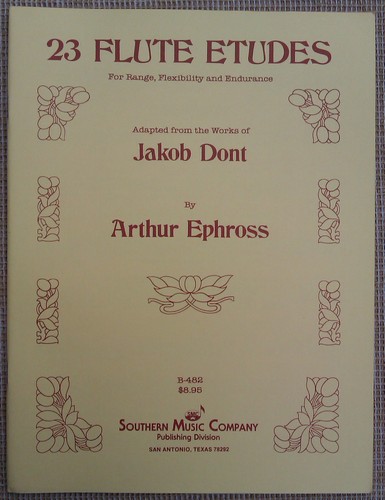 23 FLUTE ETUDES
For Range, Flexibility and Endurance
Adapted from the Works of
Jakob Dont
By
Arthur Ephross
B-482
$8.95
SMC
SOUTHERN MUSIC COMPANY
Publishing Division
SAN ANTONIO, TEXAS 78292